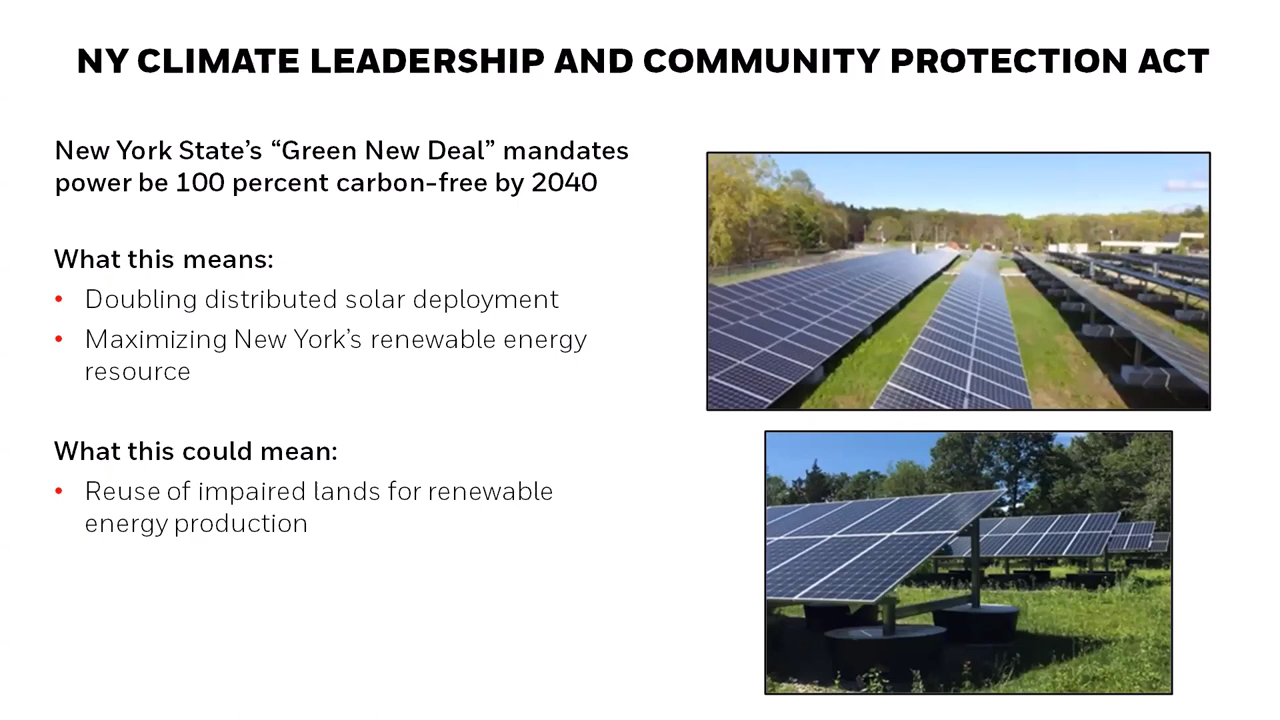 NY CLIMATE LEADERSHIP AND COMMUNITY PROTECTION ACT
New York State’s “Green New Deal” mandates
power be 100 percent carbon-free by 2040
What this means:
• Doubling distributed solar deployment
• Maximizing New York’s renewable energy
resource
What this could mean:
• Reuse of impaired lands for renewable
energy production